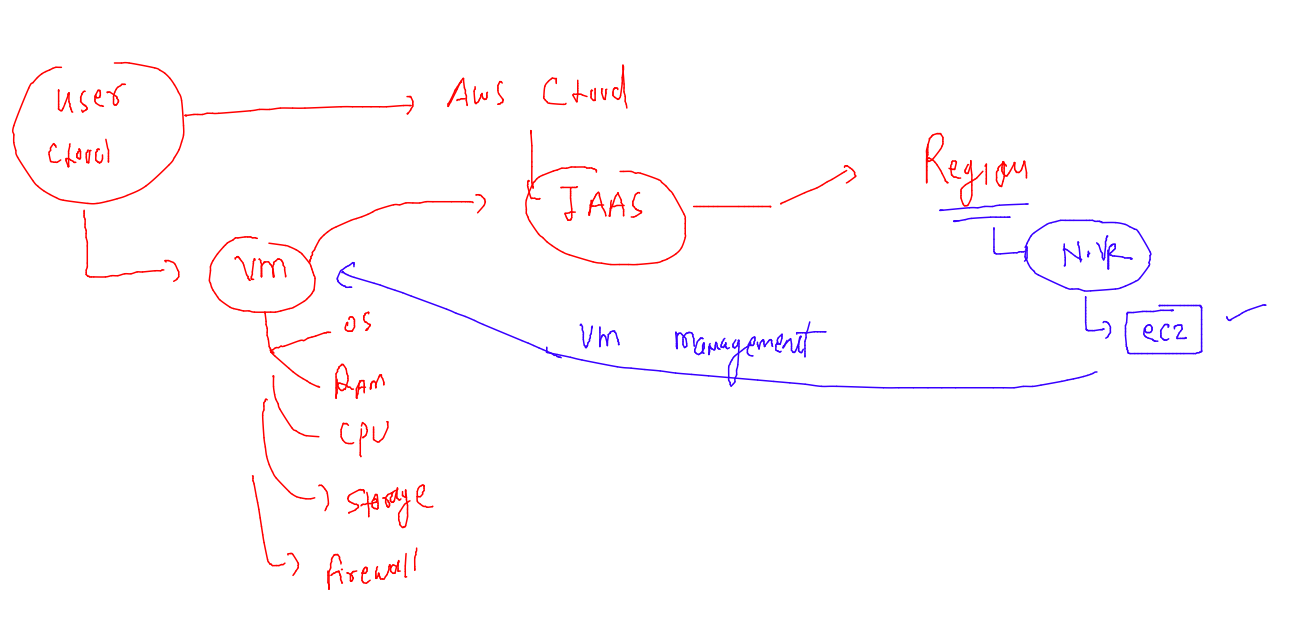 user
cloud
AWS Cloud
IAAS
Region
N.VR
ec2
VM
OS
RAM
CPU
Storage
firewall
VM management